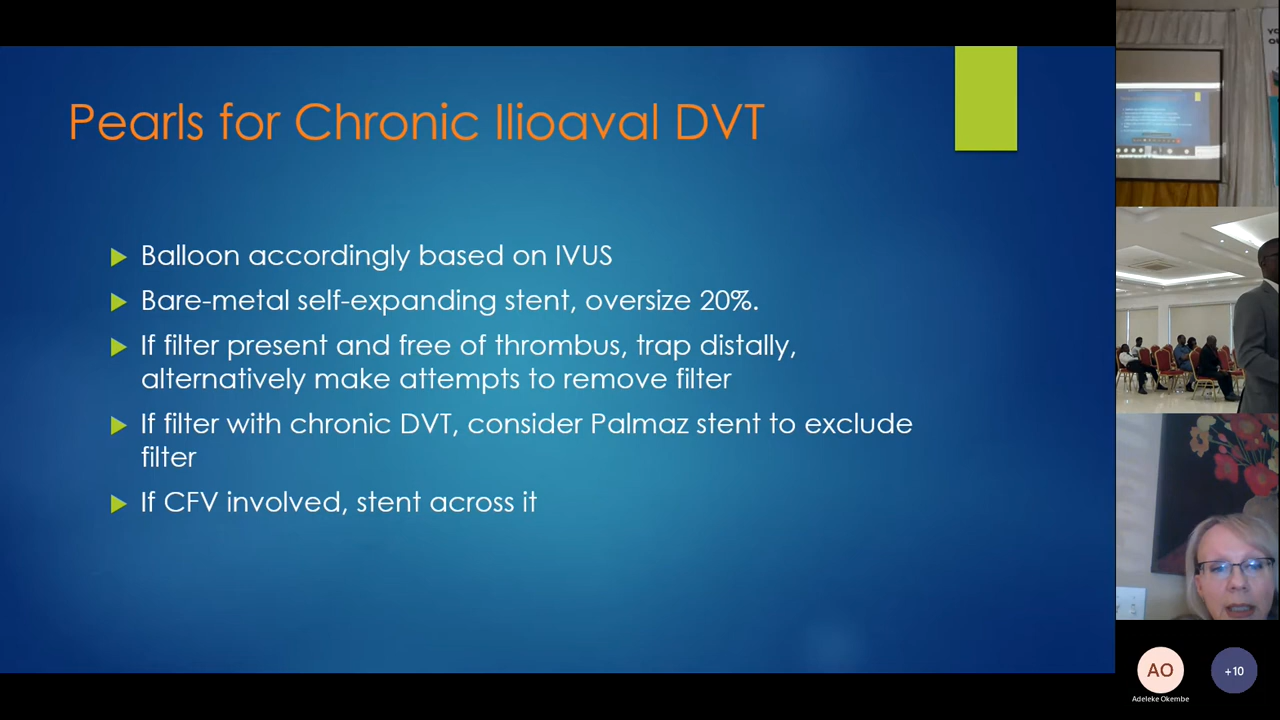 Pearls for Chronic Ilioaval DVT
Balloon accordingly based on IVUS
Bare-metal self-expanding stent, oversize 20%.
If filter present and free of thrombus, trap distally,
alternatively make attempts to remove filter
If filter with chronic DVT, consider Palmaz stent to exclude
filter
If CFV involved, stent across it
AO
Adeleke Okembe
+10